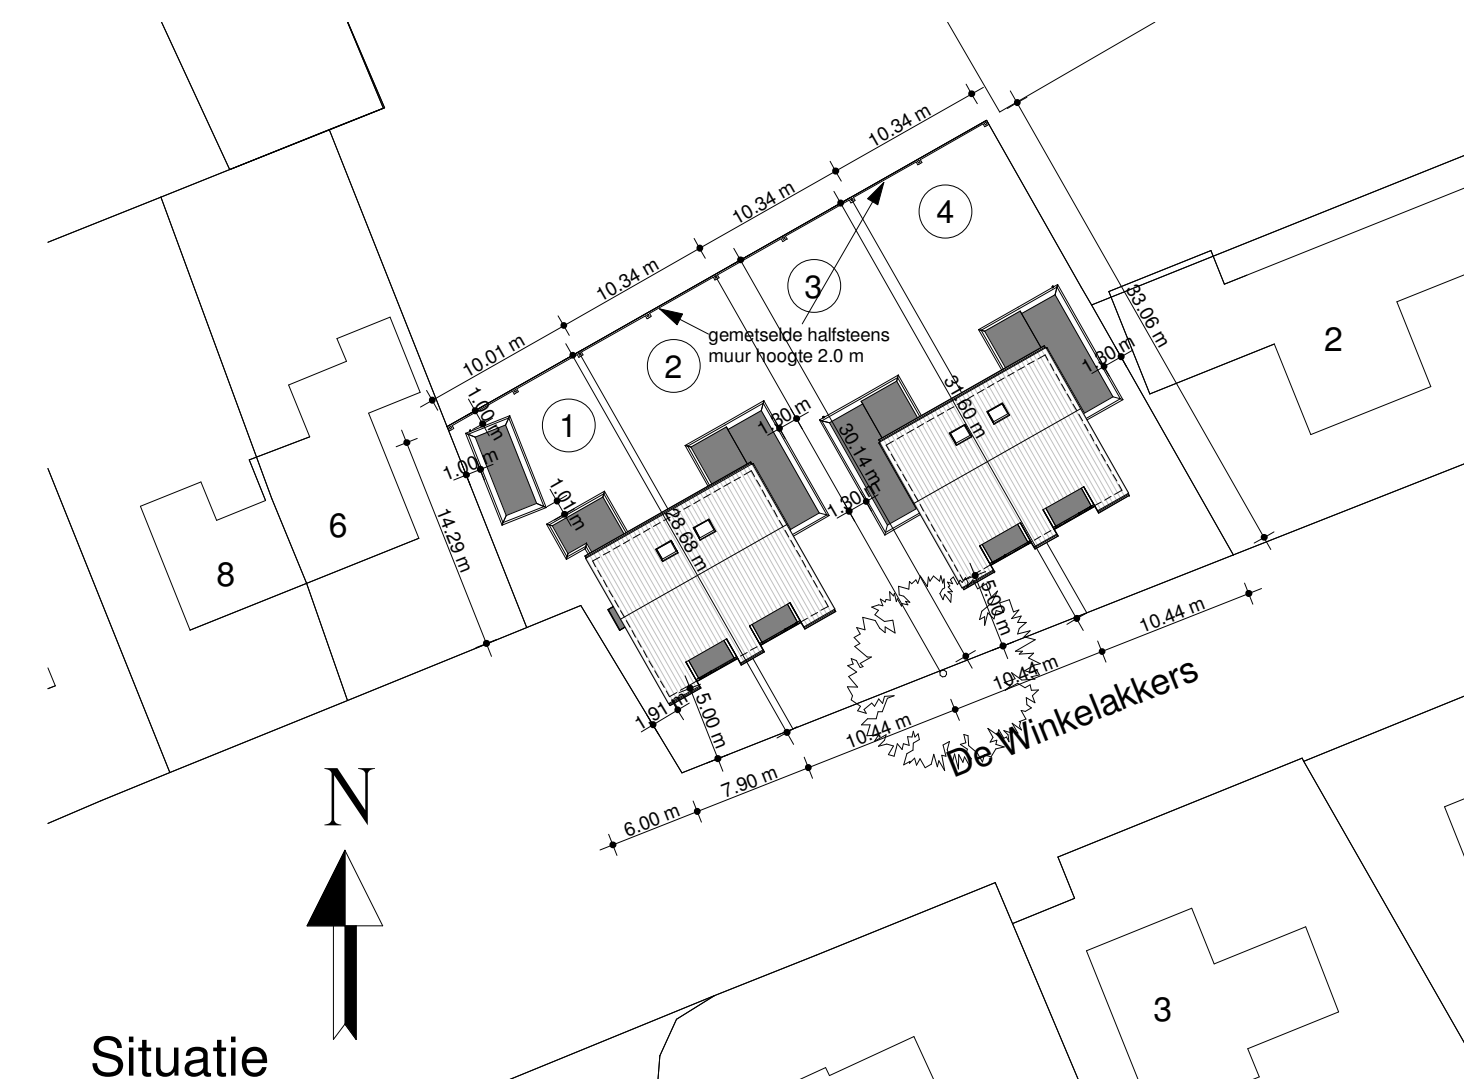 10.34 m
10.34 m
10.34 m
10.01 m
4
3
2
1
gemetselde halfsteens
muur hoogte 2.0 m
33.06 m
2
1.30 m
1.00 m
1.00 m
1.01 m
1.30 m
31.60 m
30.14 m
1.30 m
28.68 m
14.29 m
6
8
5.00 m
1.91 m
5.00 m
10.44 m
10.44 m
10.44 m
7.90 m
6.00 m
De Winkelakkers
N
3
Situatie